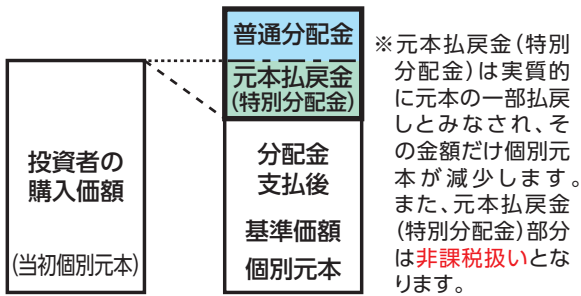 投資者の
購入価額
(当初個別元本)
普通分配金
元本払戻金
(特別分配金)
分配金
支払後
基準価額
個別元本
※元本払戻金(特別
分配金)は実質的
に元本の一部払戻
しとみなされ、そ
の金額だけ個別元
本が減少します。
また、元本払戻金
(特別分配金)部分
は非課税扱いとな
ります。